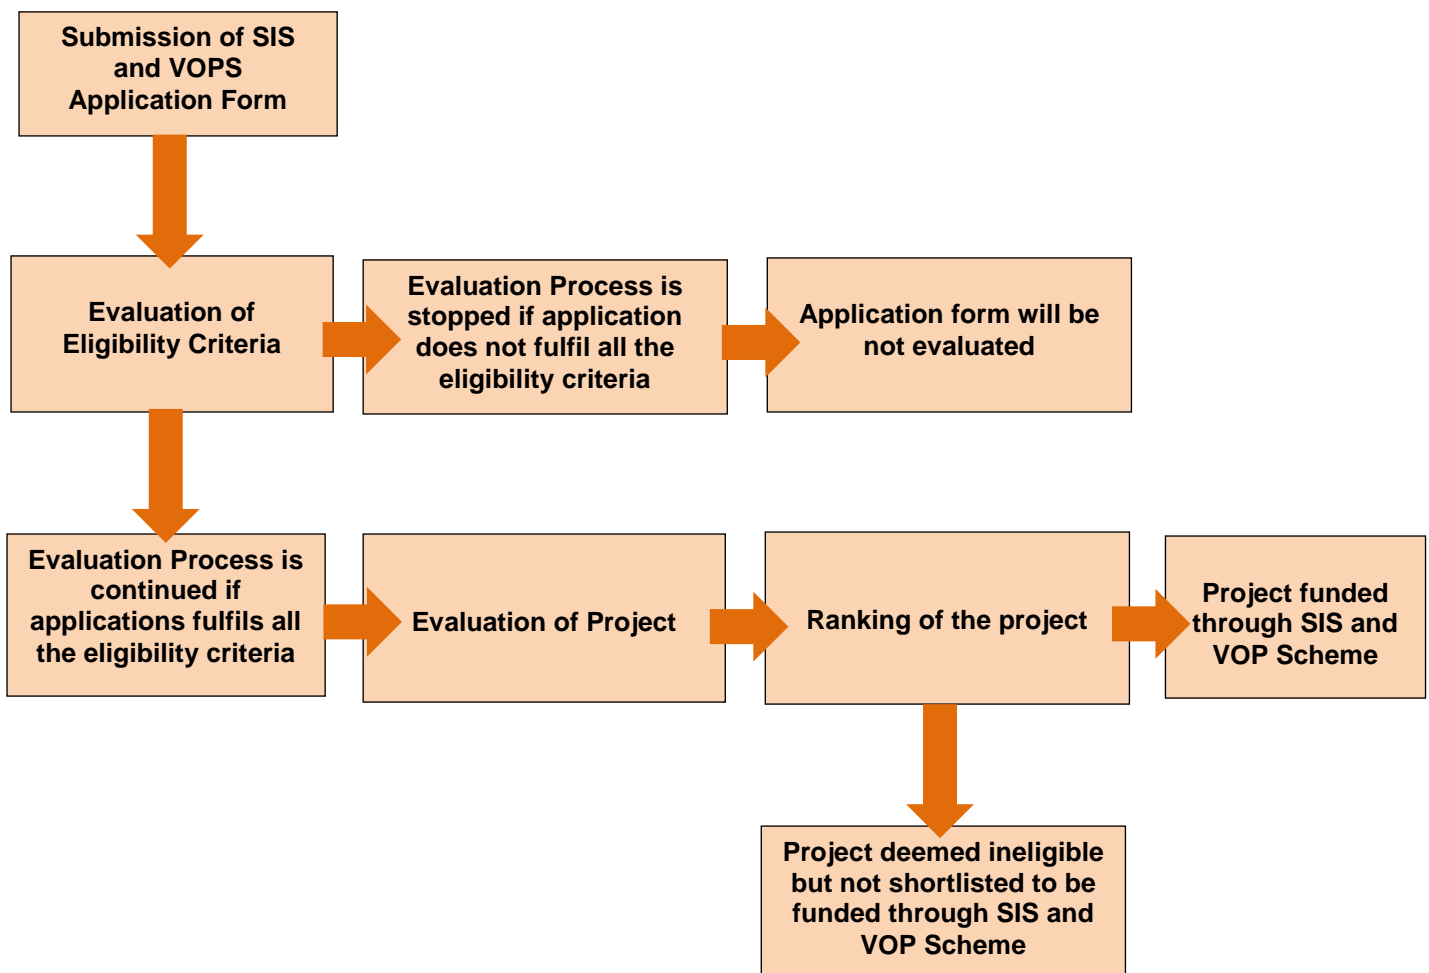 Submission of SIS
and VOPS
Application Form
Evaluation of
Eligibility Criteria
Evaluation Process is
stopped if application
does not fulfil all the
eligibility criteria
Application form will be
not evaluated
Evaluation Process is
continued if
applications fulfils all
the eligibility criteria
Evaluation of Project
Ranking of the project
Project funded
through SIS and
VOP Scheme
Project deemed ineligible
but not shortlisted to be
funded through SIS and
VOP Scheme